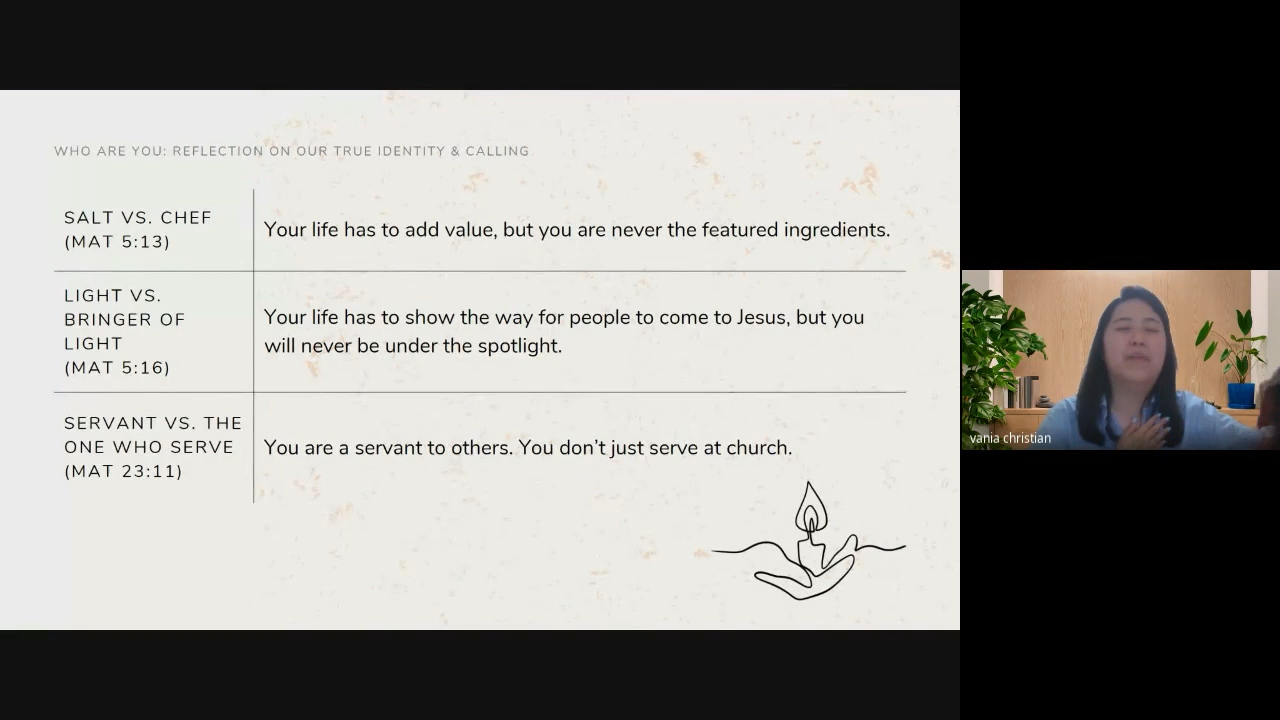 WHO ARE YOU: REFLECTION ON OUR TRUE IDENTITY & CALLING
SALT VS. CHEF
(MAT 5:13)
Your life has to add value, but you are never the featured ingredients.
LIGHT VS.
BRINGER OF
LIGHT
(MAT 5:16)
Your life has to show the way for people to come to Jesus, but you
will never be under the spotlight.
SERVANT VS. THE
ONE WHO SERVE
(MAT 23:11)
You are a servant to others. You don’t just serve at church.
vania christian